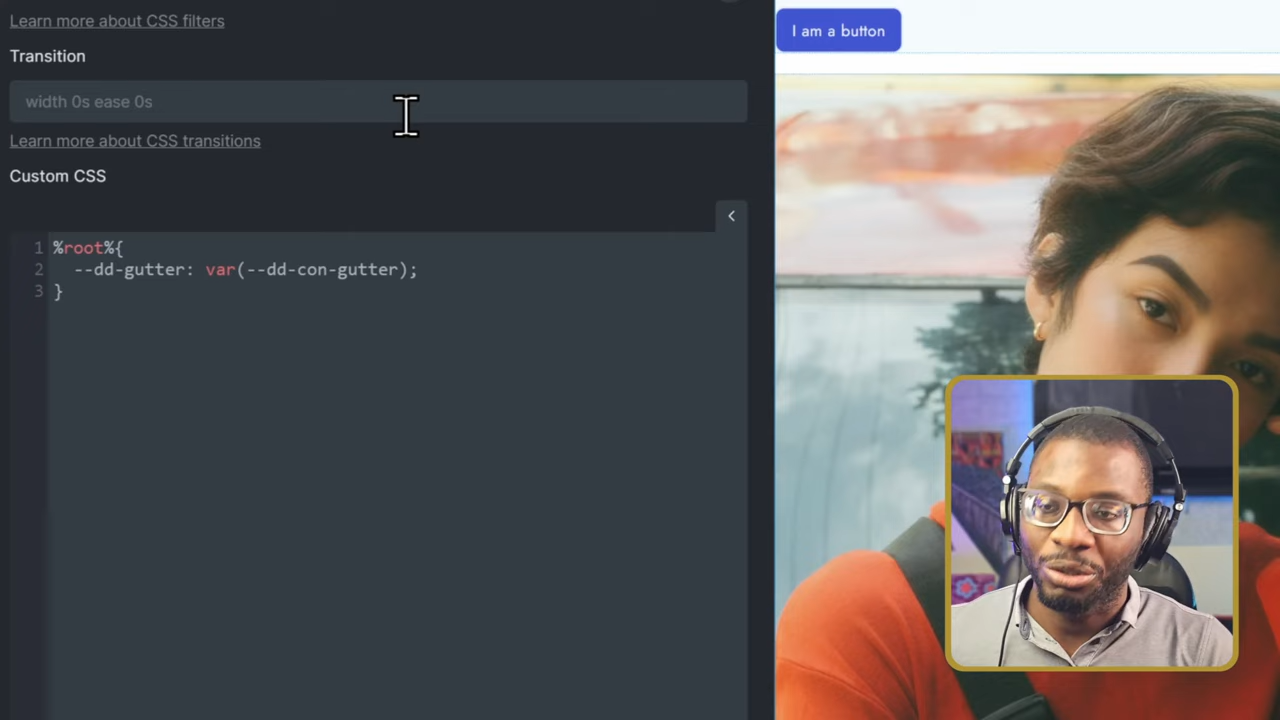 Learn more about CSS filters
Transition
width 0s ease 0s
Learn more about CSS transitions
Custom CSS
1 %root%{
2 --dd-gutter: var(--dd-con-gutter);
3 }
I am a button